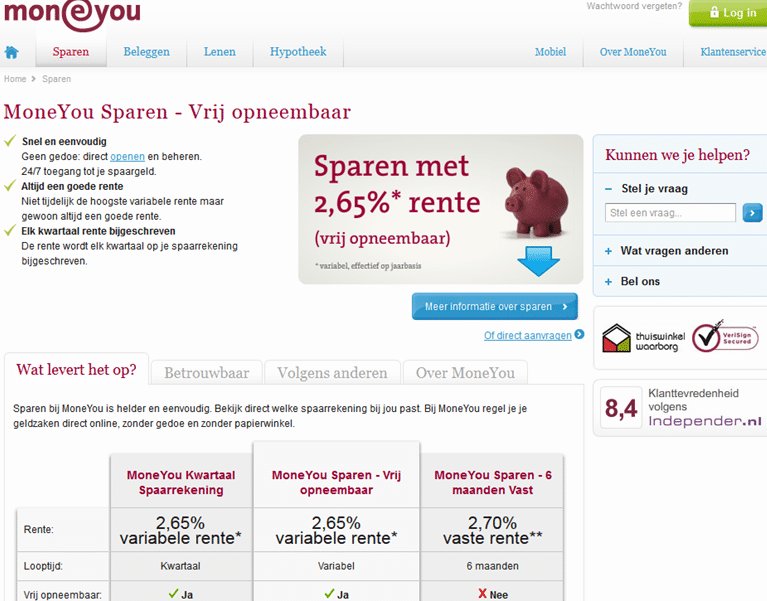 moneyou
Wachtwoord vergeten?
Log in
Sparen
Beleggen
Lenen
Hypotheek
Mobiel
Over MoneYou
Klantenservice
Home > Sparen
MoneYou Sparen - Vrij opneembaar
Snel en eenvoudig
Geen gedoe: direct openen en beheren.
24/7 toegang tot je spaargeld.
Altijd een goede rente
Niet tijdelijk de hoogste variabele rente maar
gewoon altijd een goede rente.
Elk kwartaal rente bijgeschreven
De rente wordt elk kwartaal op je spaarrekening
bijgeschreven.
Sparen met
2,65%* rente
(vrij opneembaar)
* variabel, effectief op jaarbasis
Meer informatie over sparen >
Of direct aanvragen
Kunnen we je helpen?
− Stel je vraag
Stel een vraag...
+ Wat vragen anderen
+ Bel ons
thuiswinkel
waarborg
VeriSign
Secured
8,4
Klanttevredenheid
volgens
Independer.nl
Wat levert het op?
Betrouwbaar
Volgens anderen
Over MoneYou
Sparen bij MoneYou is helder en eenvoudig. Bekijk direct welke spaarrekening bij jou past. Bij MoneYou regel je je
geldzaken direct online, zonder gedoe en zonder papierwinkel.
MoneYou Kwartaal
Spaarrekening
MoneYou Sparen - Vrij
opneembaar
MoneYou Sparen - 6
maanden Vast
Rente:
2,65%
variabele rente*
2,65%
variabele rente*
2,70%
vaste rente**
Looptijd:
Kwartaal
Variabel
6 maanden
Vrij opneembaar:
Ja
Ja
Nee